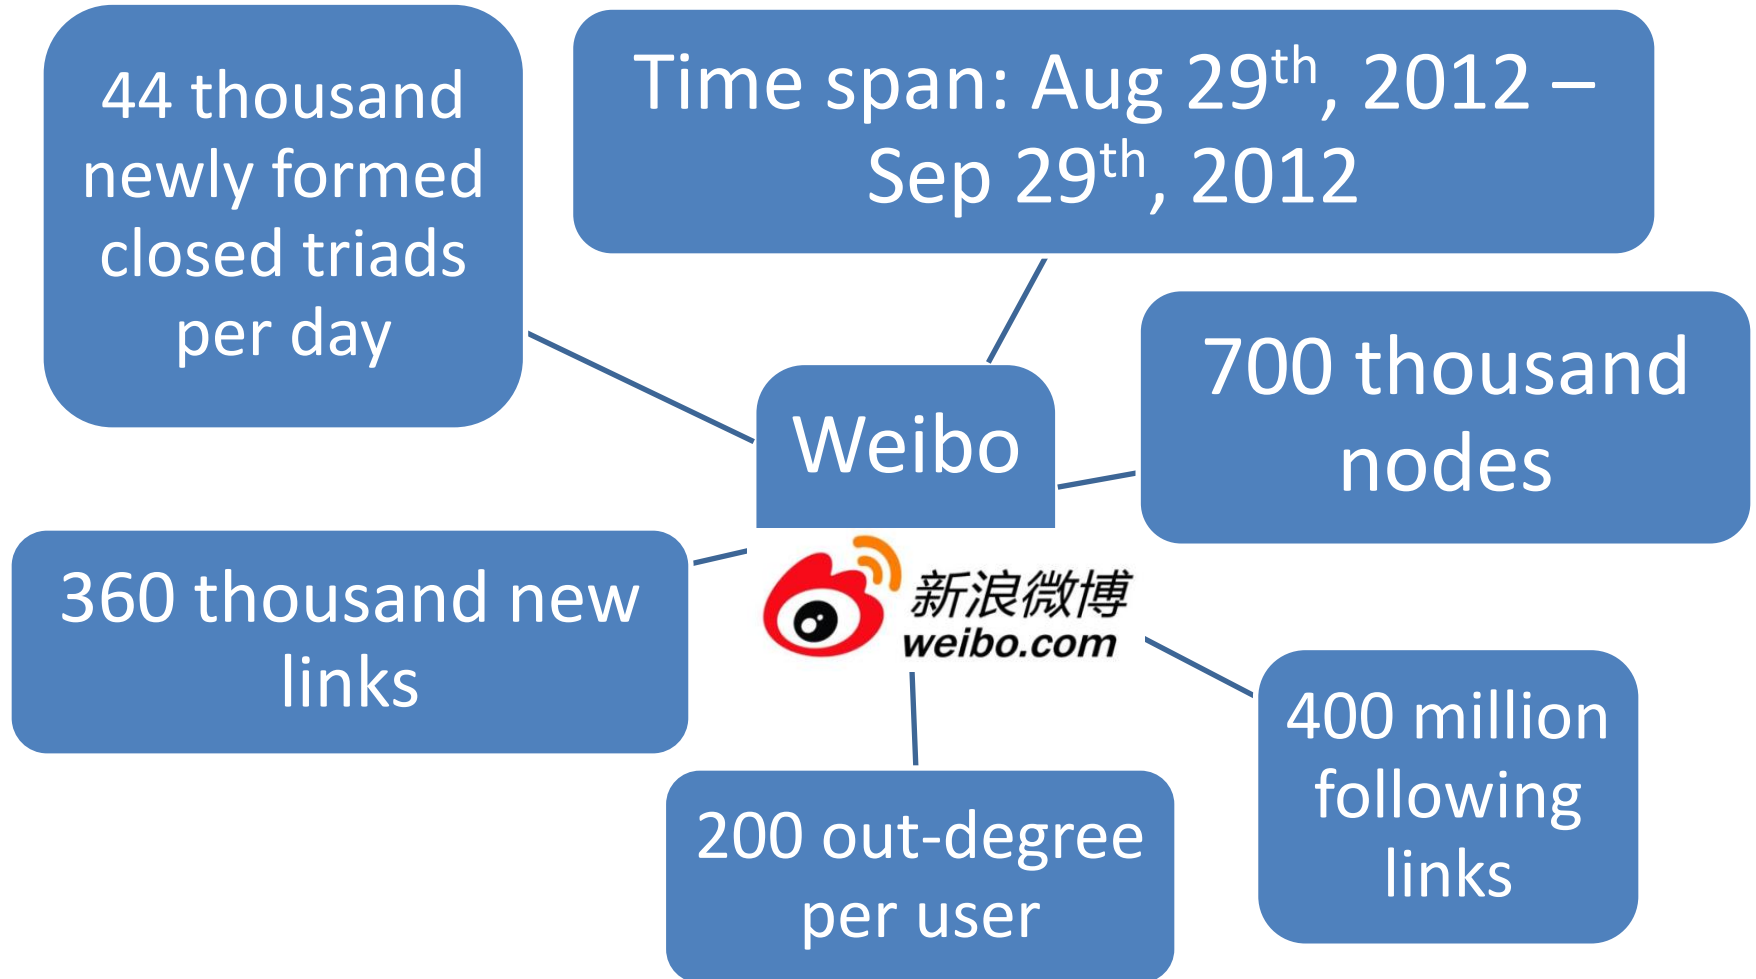 44 thousand
newly formed
closed triads
per day
Time span: Aug 29th, 2012 –
Sep 29th, 2012
700 thousand
nodes
Weibo
新浪微博
weibo.com
360 thousand new
links
400 million
following
links
200 out-degree
per user